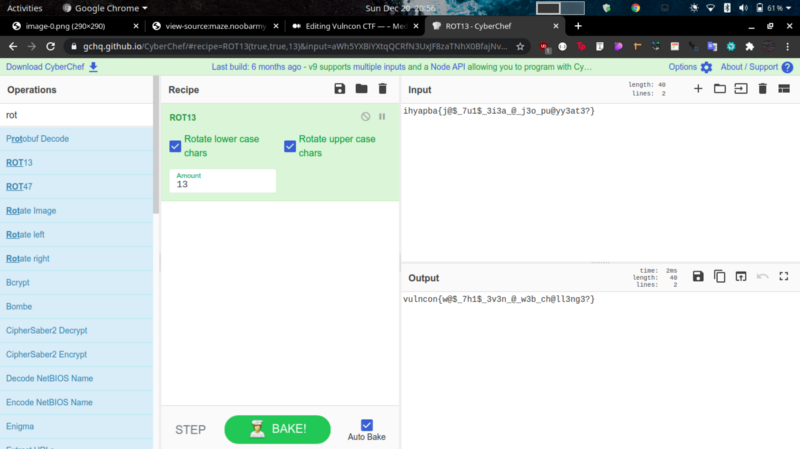 Activities
Google Chrome
Sun Dec 20 20:56
61 %
image-0.png (290×290)
view-source:maze.noobarmy
Editing Vulncon CTF — – Med
ROT13 - CyberChef
gchq.github.io/CyberChef/#recipe=ROT13(true,true,13)&input=aWh5YXBiYXtqQCRfN3UxJF8zaTNhX0BfajNv...
Download CyberChef
Last build: 6 months ago - v9 supports multiple inputs and a Node API allowing you to program with Cy…
Options
About / Support
Operations
rot
Protobuf Decode
ROT13
ROT47
Rotate Image
Rotate left
Rotate right
Bcrypt
Bombe
CipherSaber2 Decrypt
CipherSaber2 Encrypt
Decode NetBIOS Name
Encode NetBIOS Name
Enigma
Extract URLs
Recipe
ROT13
Rotate lower case chars
Rotate upper case chars
Amount
13
STEP
BAKE!
Auto Bake
Input
length: 40
lines: 2
ihyapba{j@$_7u1$_3i3a_@_j3o_pu@yy3at3?}
Output
time: 2ms
length: 40
lines: 2
vulncon{w@$_7h1$_3v3n_@_w3b_ch@ll3ng3?}